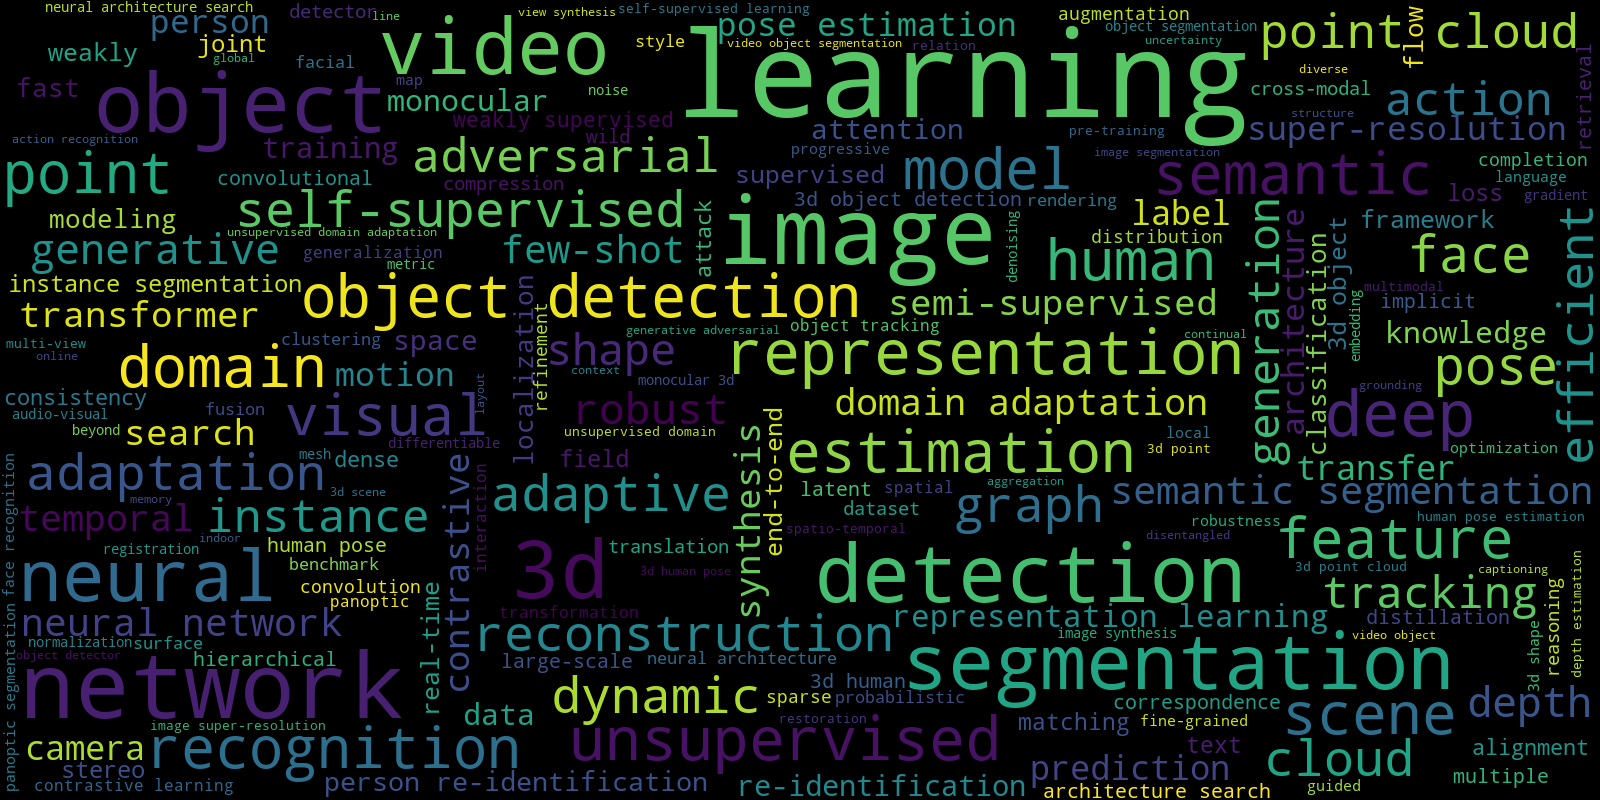 neural architecture search
person
detector
line
view synthesis
self-supervised learning
pose estimation
augmentation
object segmentation
uncertainty
point cloud
flow
weakly
joint
global
facial
video
style
video object segmentation
relation
learning
diverse
cross-modal
action
retrieval
fast
object
map
monocular
noise
weakly supervised
wild
attention
pre-training
structure
super-resolution
action recognition
training
adversarial
progressive
supervised
model
image segmentation
semantic
completion
language
point
convolutional
compression
3d object detection
rendering
loss
gradient
modeling
self-supervised
unsupervised domain adaptation
attack
image
denoising
label
distribution
generation
architecture
classification
3d object
framework
efficient
generative
generalization
metric
few-shot
human
face
instance segmentation
object detection
semi-supervised
embedding
multimodal
implicit
transformer
localization
refinement
generative adversarial
object tracking
continual
knowledge
multi-view
online
clustering
space
shape
context
monocular 3d
representation
pose
domain
motion
layout
grounding
consistency
audio-visual
beyond
fusion
visual
differentiable
robust
domain adaptation
deep
search
unsupervised domain
synthesis
end-to-end
estimation
local
3d point
optimization
adaptation
mesh
dense
contrastive
interaction
field
transfer
3d scene
memory
adaptive
latent
spatial
aggregation
dataset
graph
semantic segmentation
temporal
instance
spatio-temporal
robustness
human pose estimation
disentangled
feature
registration
indoor
human pose
benchmark
3d
translation
3d human pose
detection
3d point cloud
captioning
neural
convolution
panoptic
real-time
transformation
tracking
reasoning
depth estimation
face recognition
panoptic segmentation
neural network
reconstruction
representation learning
distillation
normalization
surface
image synthesis
video object
3d shape
object detector
hierarchical
large-scale
neural architecture
segmentation
network
3d human
dynamic
sparse
probabilistic
correspondence
depth
image super-resolution
data
restoration
matching
fine-grained
scene
camera
recognition
unsupervised
text
alignment
stereo
prediction
cloud
multiple
contrastive learning
person re-identification
re-identification
architecture search
guided